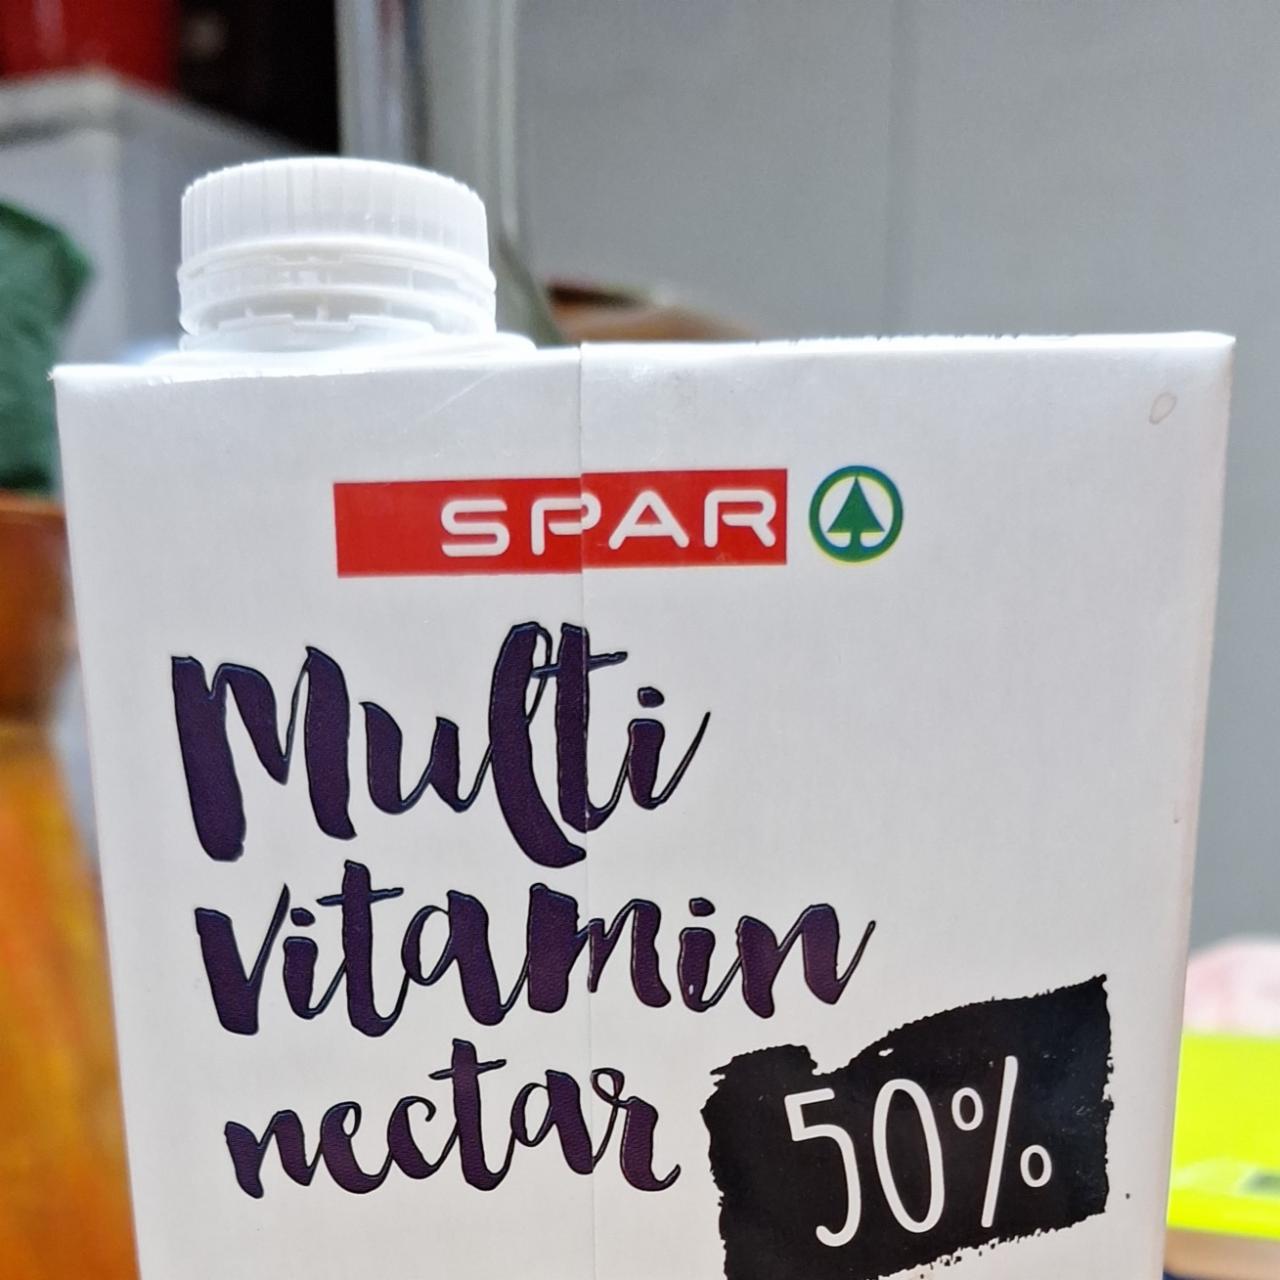 SPAR
Multi
vitamin
nectar
50%